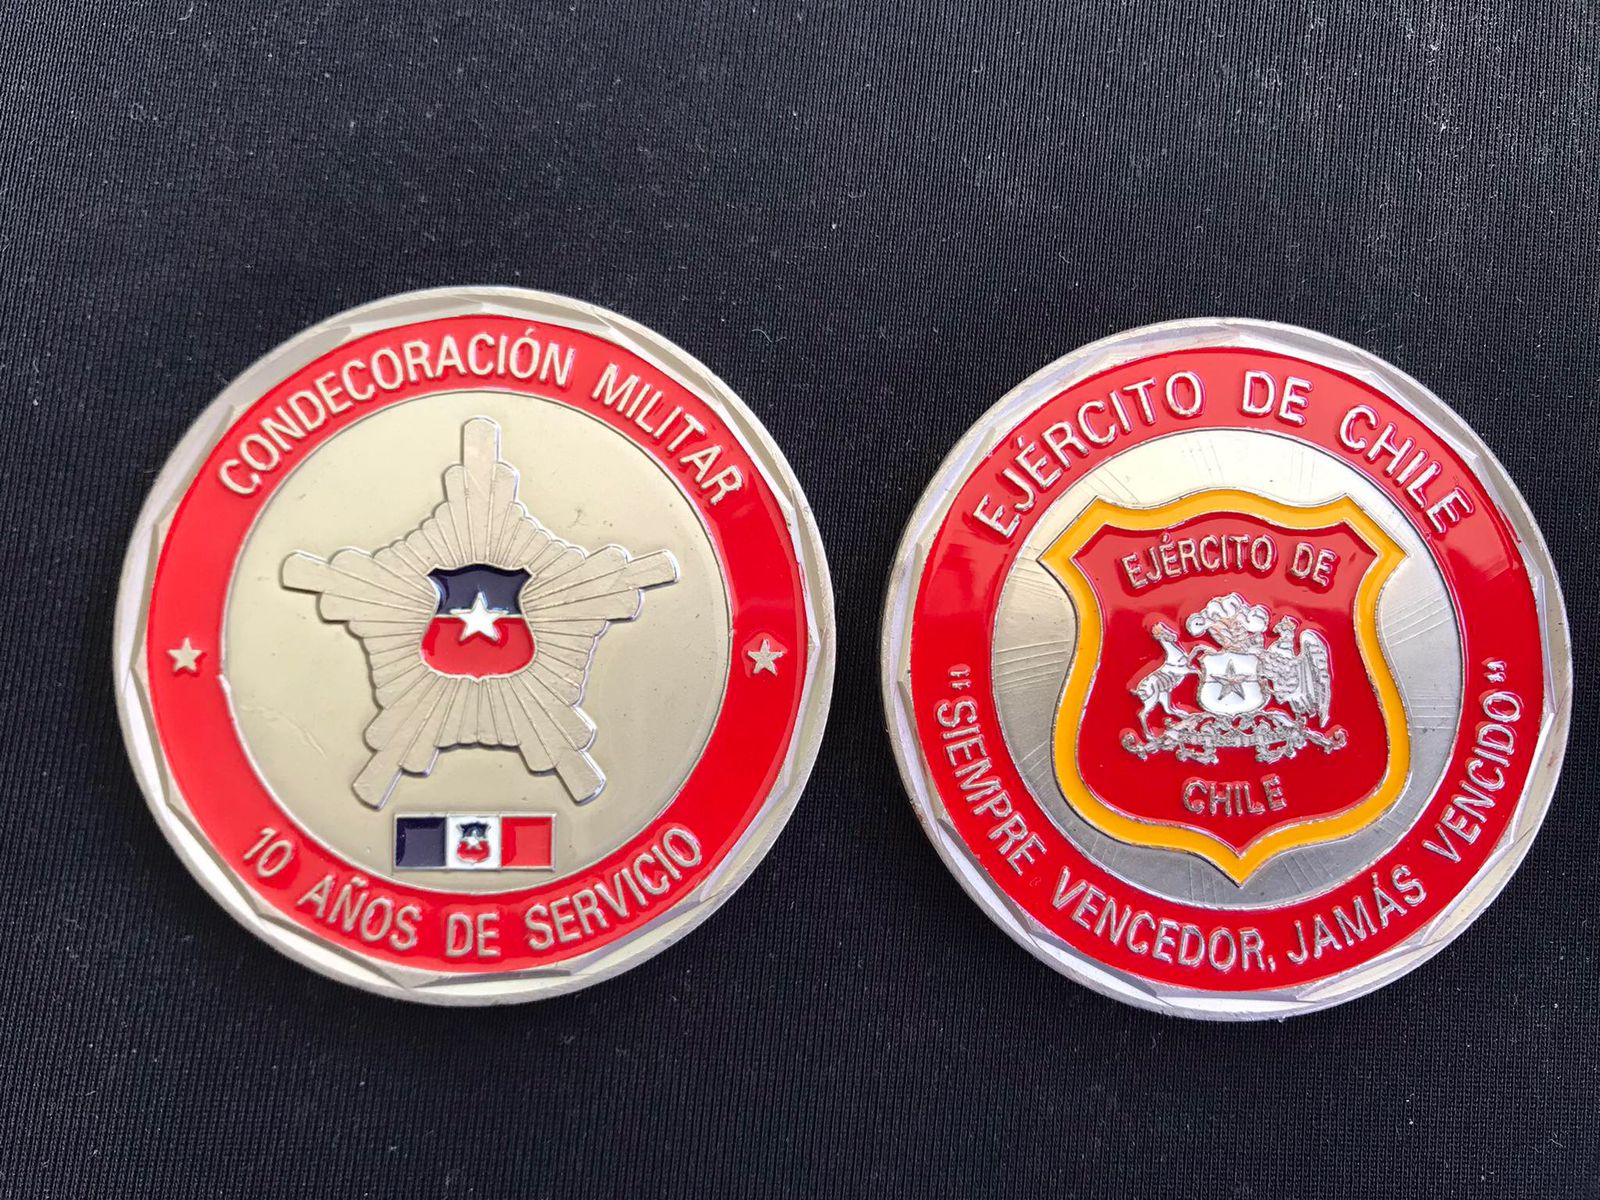 CONDECORACIÓN MILITAR
10 AÑOS DE SERVICIO
EJÉRCITO DE CHILE
EJÉRCITO DE
CHILE
"SIEMPRE VENCEDOR, JAMÁS VENCIDO"